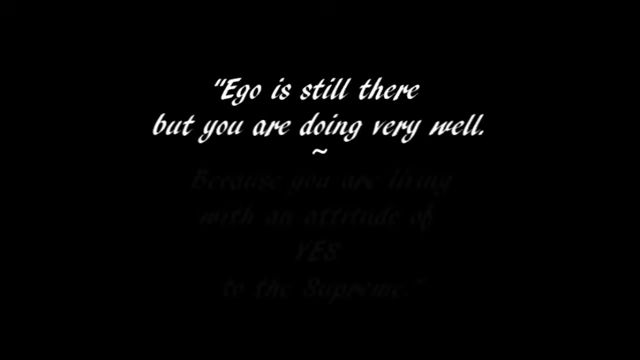 "Ego is still there
but you are doing very well.
~
Because you are living
with an attitude of
YES
to the Supreme."